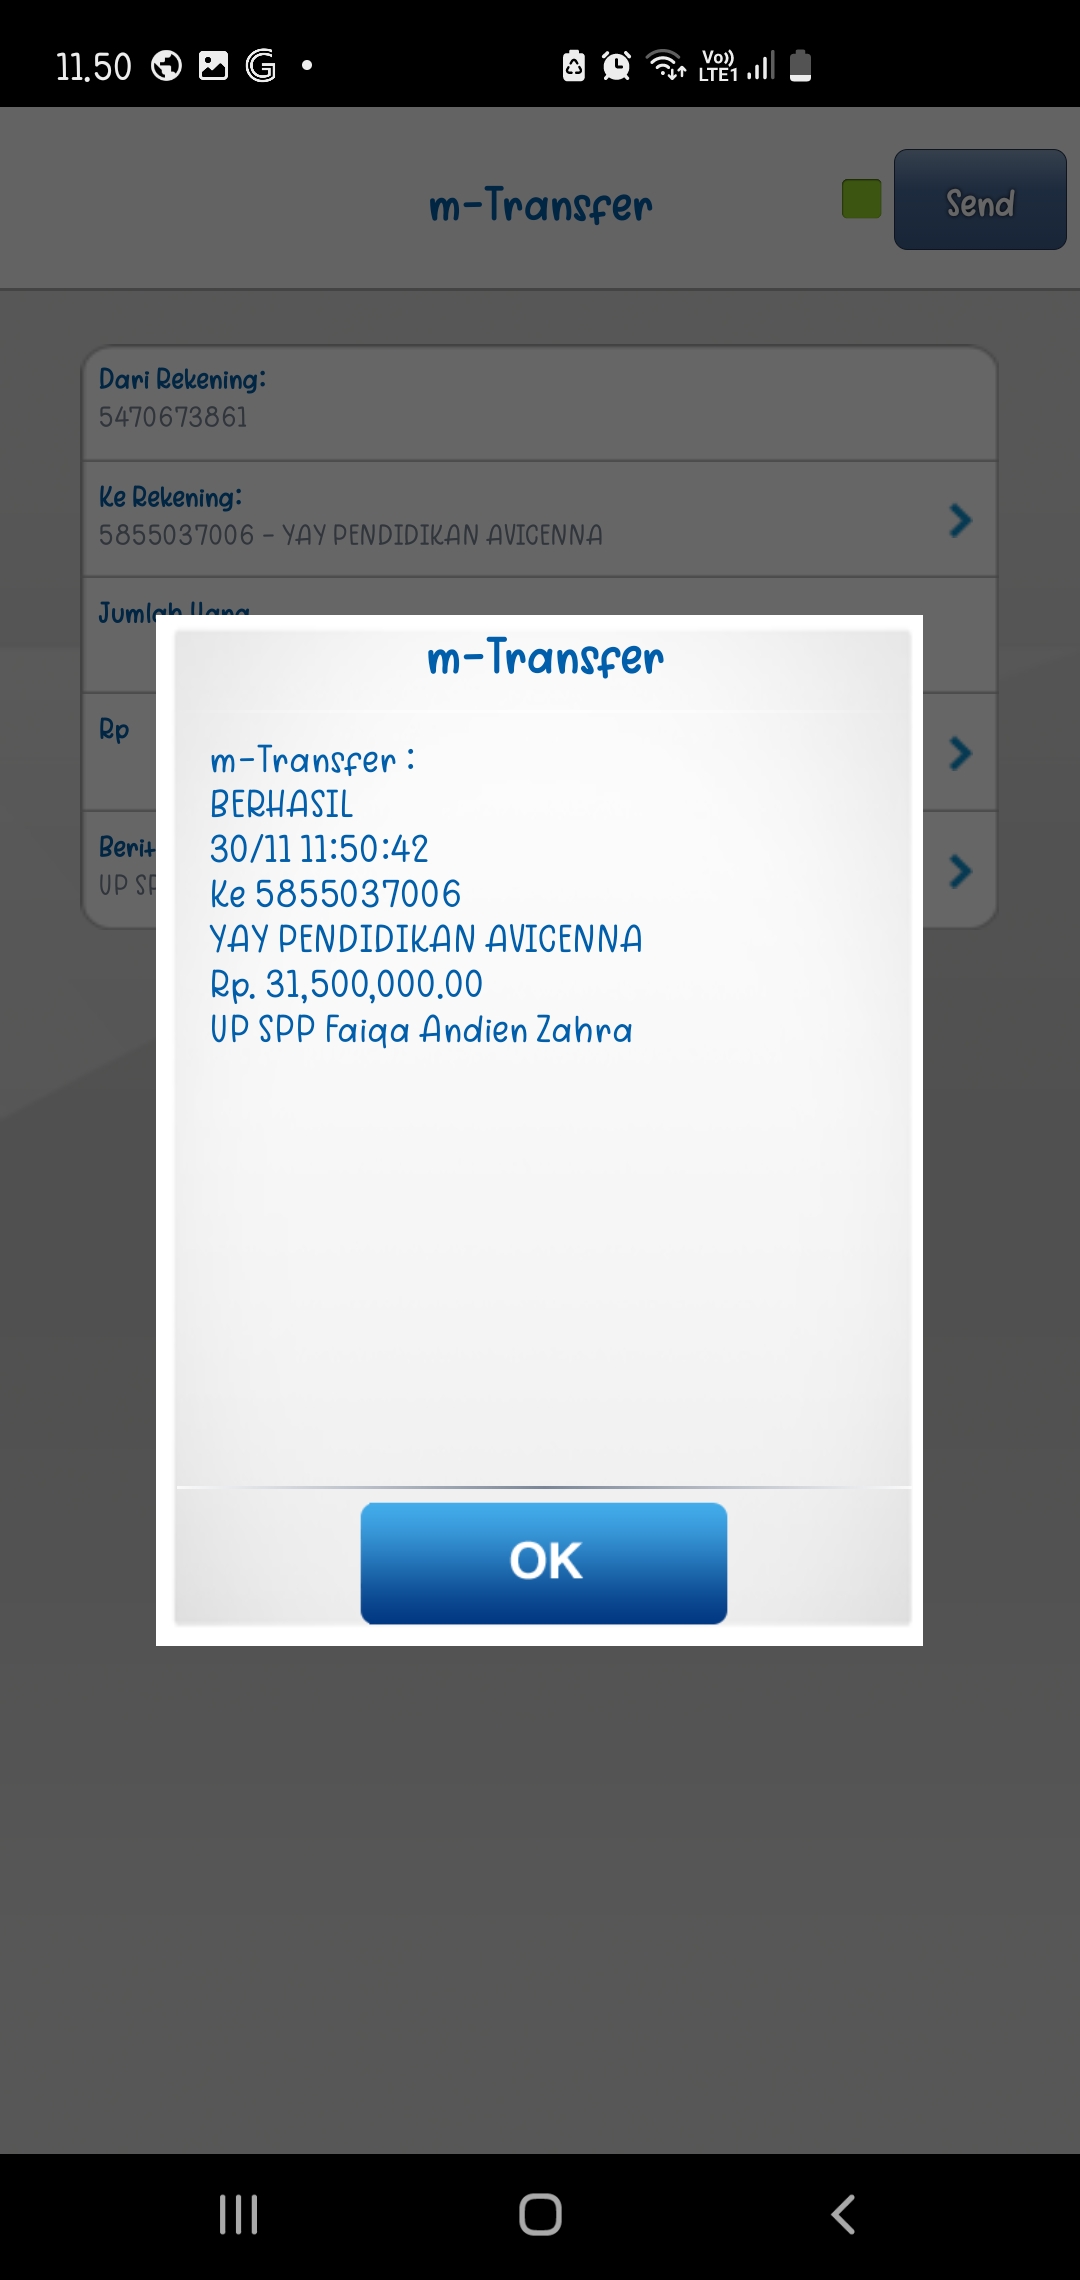 11.50
Vo)) LTE1
m-Transfer
Send
Dari Rekening:
5470673861
Ke Rekening:
5855037006 - YAY PENDIDIKAN AVICENNA
Jumlah Uang
Rp
Berit
UP SP
m-Transfer
m-Transfer :
BERHASIL
30/11 11:50:42
Ke 5855037006
YAY PENDIDIKAN AVICENNA
Rp. 31,500,000.00
UP SPP Faiqa Andien Zahra
OK